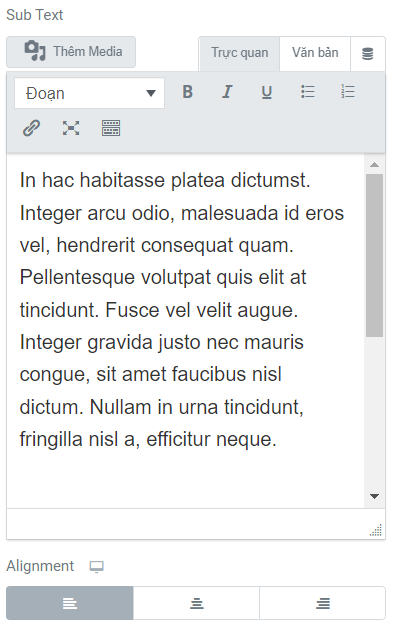 Sub Text
Thêm Media
Trực quan
Văn bản
Đoạn
B I U
In hac habitasse platea dictumst.
Integer arcu odio, malesuada id eros
vel, hendrerit consequat quam.
Pellentesque volutpat quis elit at
tincidunt. Fusce vel velit augue.
Integer gravida justo nec mauris
congue, sit amet faucibus nisl
dictum. Nullam in urna tincidunt,
fringilla nisl a, efficitur neque.
Alignment